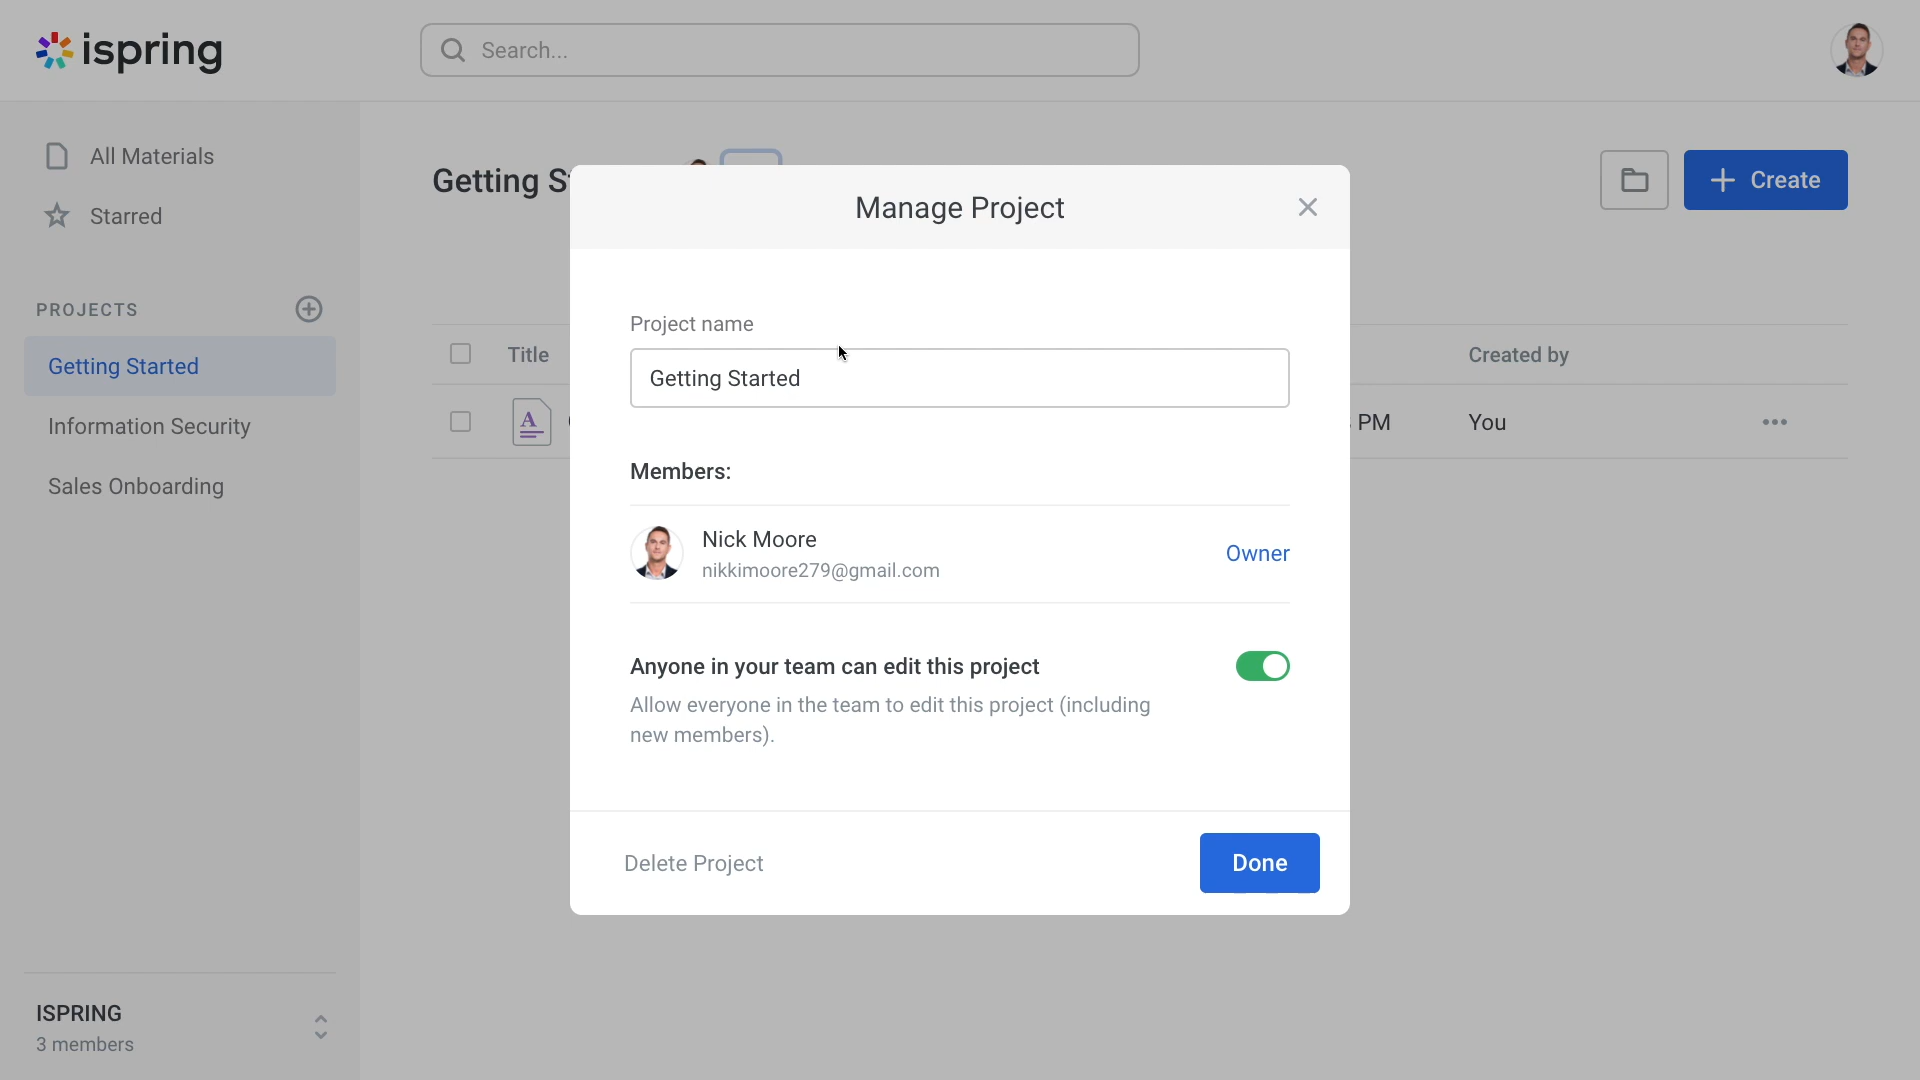 ispring
Search...
All Materials
Starred
PROJECTS
Getting Started
Information Security
Sales Onboarding
ISPRING
3 members
Getting
Create
Title
Created by
A
PM
You
Manage Project
Project name
Getting Started
Members:
Nick Moore
nikkimoore279@gmail.com
Owner
Anyone in your team can edit this project
Allow everyone in the team to edit this project (including
new members).
Delete Project
Done